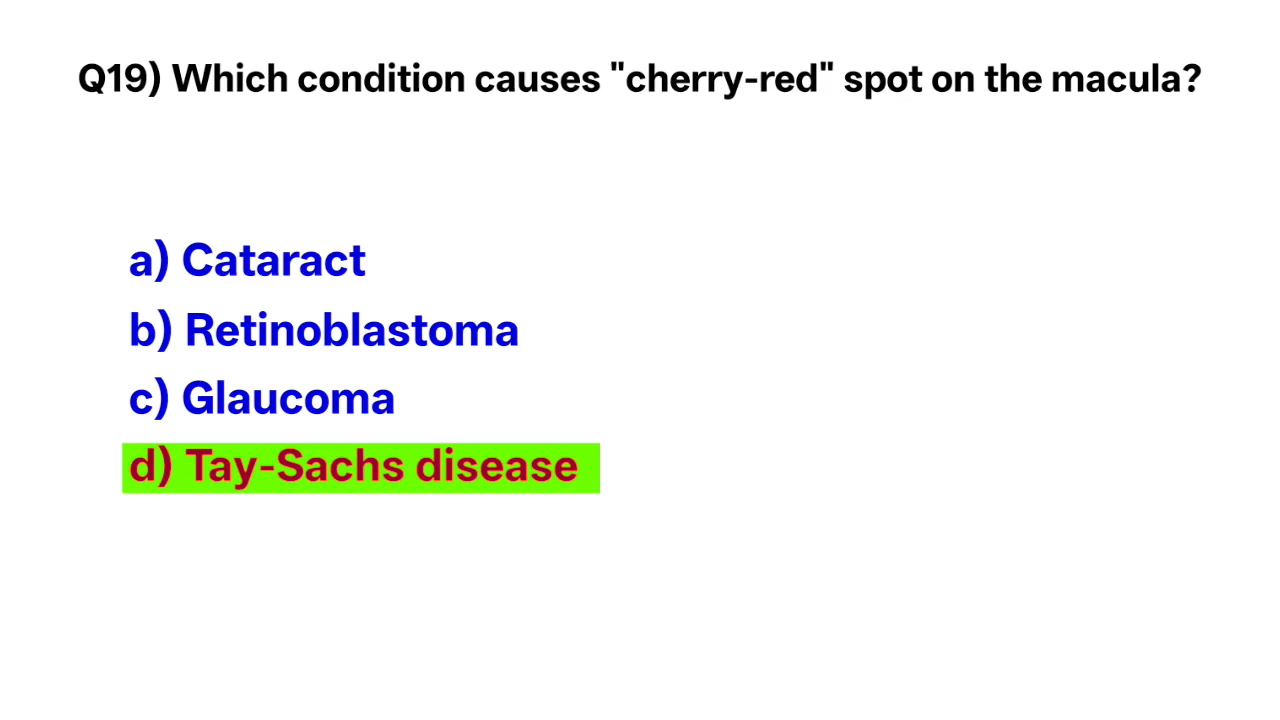 Q19) Which condition causes "cherry-red" spot on the macula?
a) Cataract
b) Retinoblastoma
c) Glaucoma
d) Tay-Sachs disease